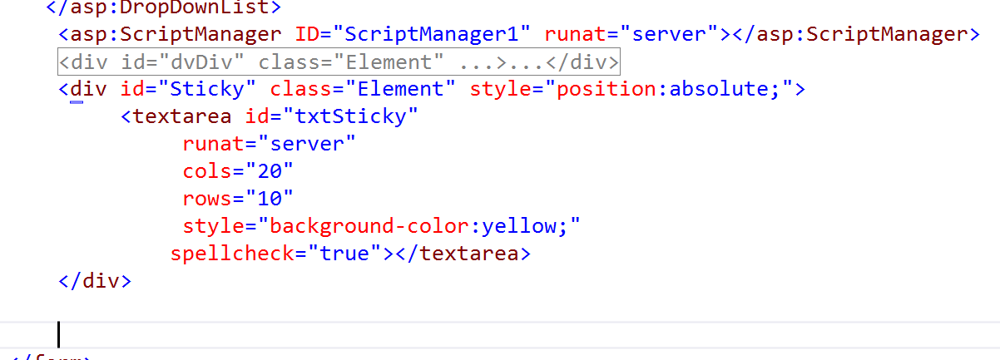 </asp:DropDownList>
<asp:ScriptManager ID="ScriptManager1" runat="server"></asp:ScriptManager>
<div id="dvDiv" class="Element" ...>...</div>
<div id="Sticky" class="Element" style="position:absolute;">
<textarea id="txtSticky"
runat="server"
cols="20"
rows="10"
style="background-color:yellow;"
spellcheck="true"></textarea>
</div>
</form>